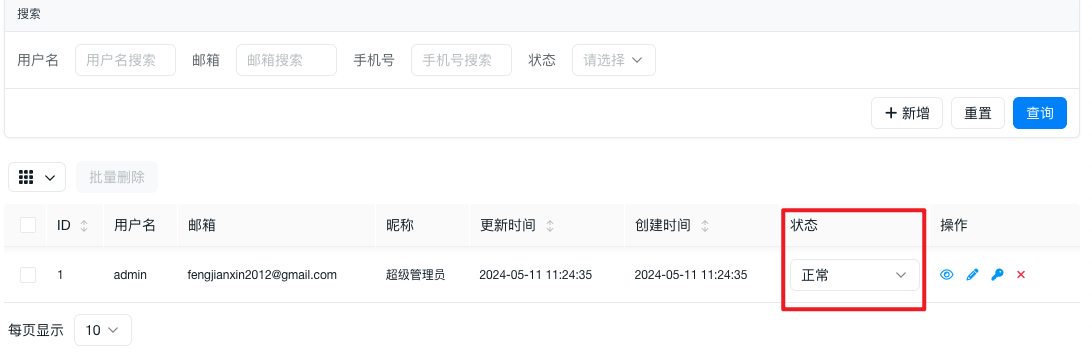 搜索
用户名 用户名搜索 邮箱 邮箱搜索 手机号 手机号搜索 状态 请选择
新增 重置 查询
批量删除
ID 用户名 邮箱 昵称 更新时间 创建时间 状态 操作
1 admin fengjianxin2012@gmail.com 超级管理员 2024-05-11 11:24:35 2024-05-11 11:24:35 正常
每页显示 10